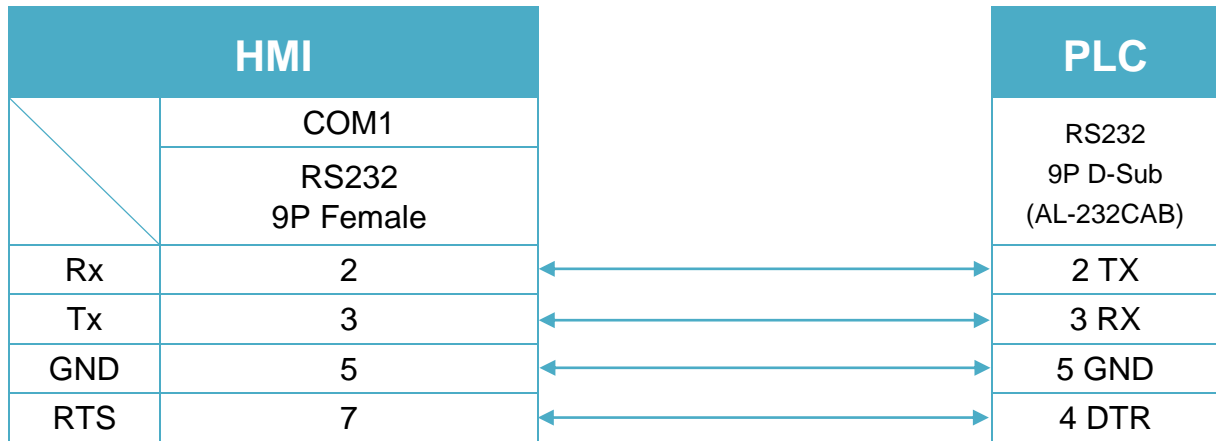 HMI
PLC
COM1
RS232
9P Female
RS232
9P D-Sub
(AL-232CAB)
Rx 2 2 TX
Tx 3 3 RX
GND 5 5 GND
RTS 7 4 DTR